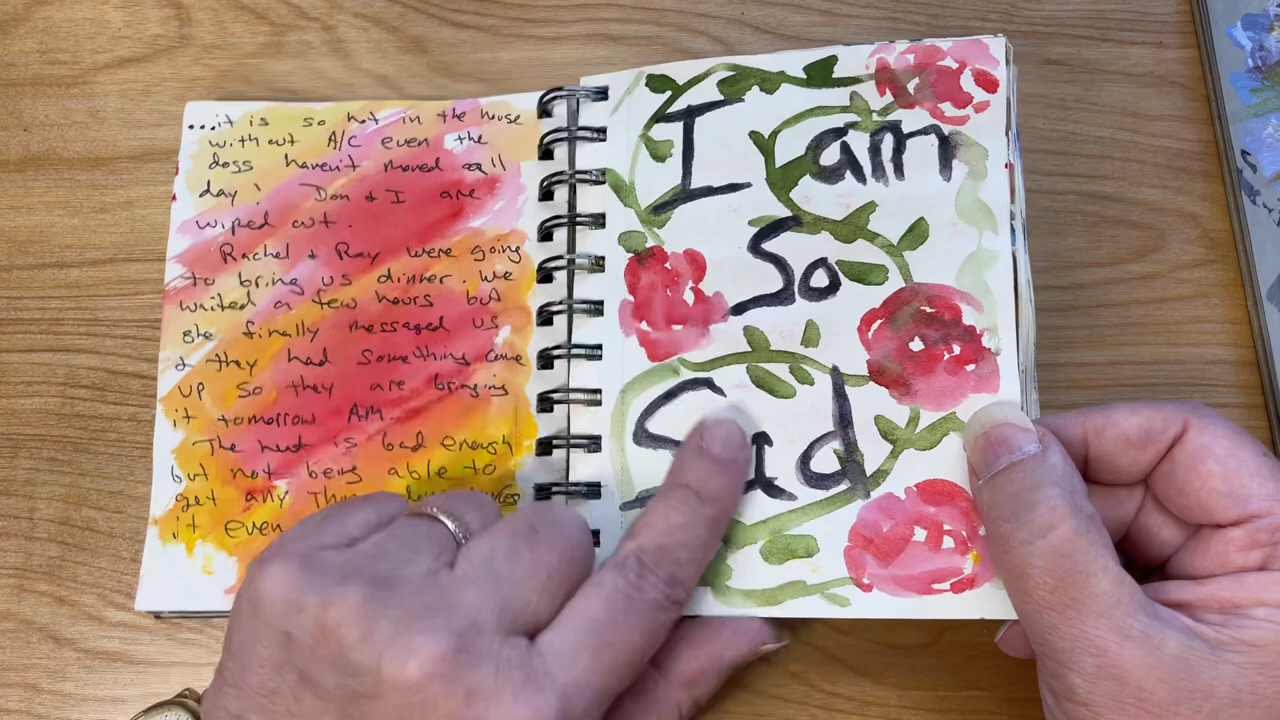 ...it is so hot in the house
without A/C even the
dogs haven't moved all
day! Don & I are
wiped out.
Rachel & Ray were going
to bring us dinner. We
waited a few hours but
she finally messaged us
& they had something come
up so they are bringing
it tomorrow AM.
The heat is bad enough
but not being able to
get any thing done makes
it even
I am
So
Sad